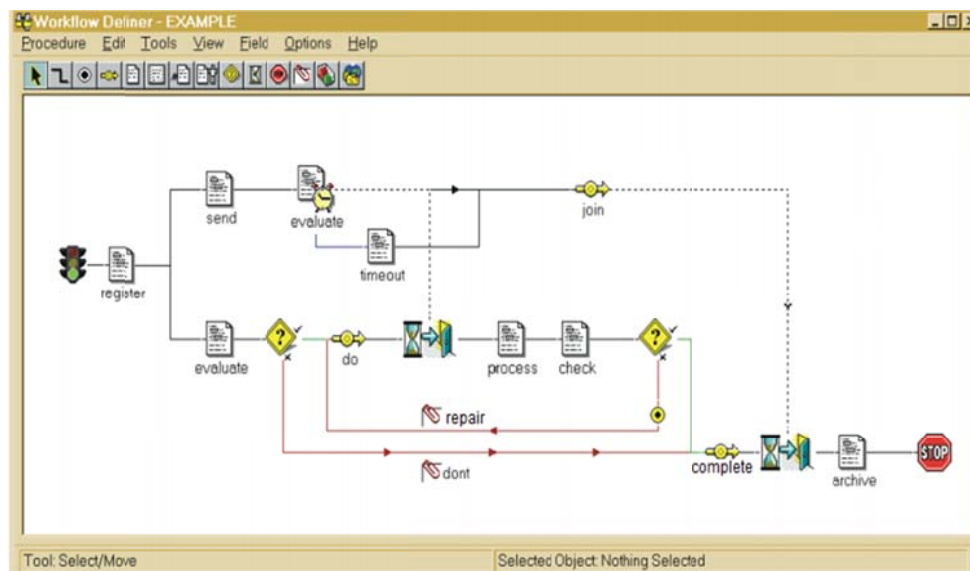 Workflow Definer - EXAMPLE
Procedure Edit Tools View Field Options Help
send
evaluate
join
timeout
register
evaluate
?
do
process
check
?
repair
dont
complete
archive
STOP
Tool: Select/Move
Selected Object: Nothing Selected